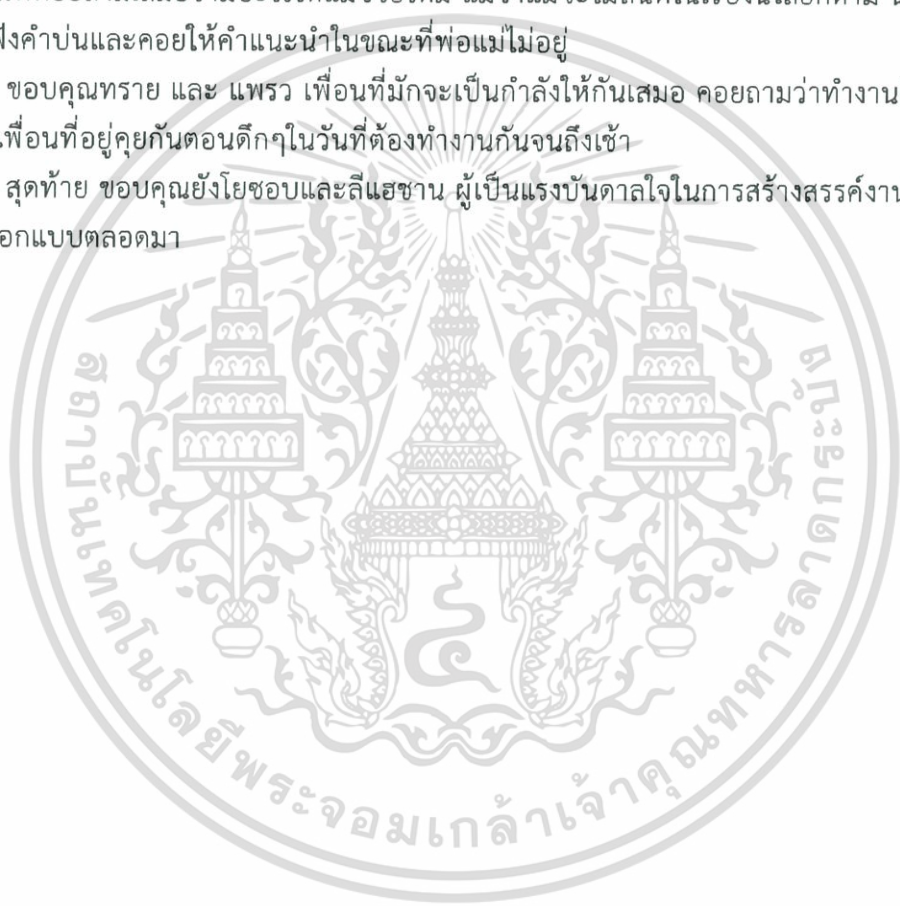 ฟังคำบ่นและคอยให้คำแนะนำในขณะที่พ่อแม่ไม่อยู่
ขอบคุณทราย และ แพรว เพื่อนที่มักจะเป็นกำลังให้กันเสมอ คอยถามว่าทำงาน
เพื่อนที่อยู่คุยกันตอนดึกๆในวันที่ต้องทำงานกันจนถึงเช้า
สุดท้าย ขอบคุณยังโยซอบและลีแฮชาน ผู้เป็นแรงบันดาลใจในการสร้างสรรค์งาน
อกแบบตลอดมา
สถาบันเทคโนโลยีพระจอมเกล้าเจ้าคุณทหารลาดกระบัง